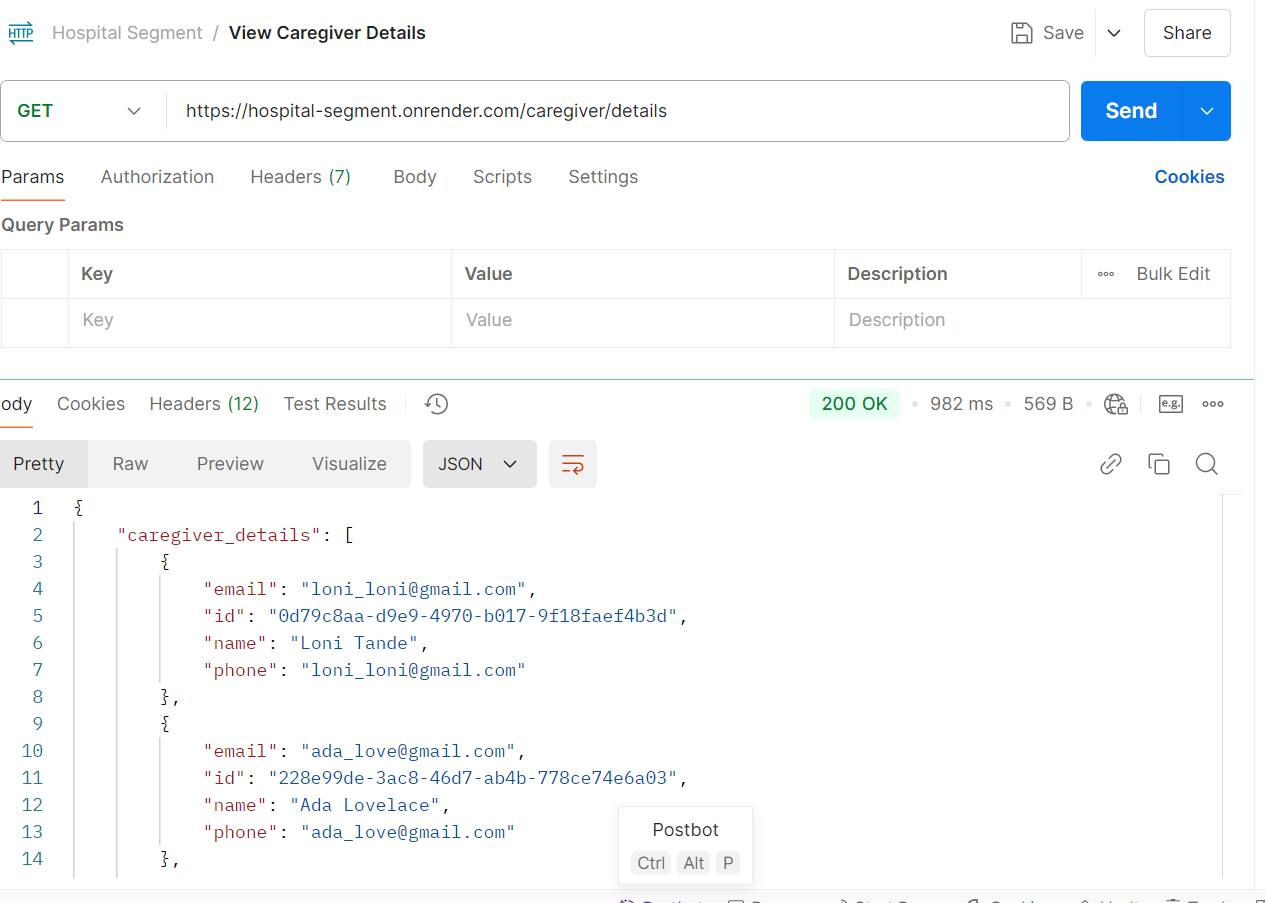 HTTP Hospital Segment / View Caregiver Details Save Share
GET https://hospital-segment.onrender.com/caregiver/details Send
Params Authorization Headers (7) Body Scripts Settings Cookies
Query Params
Key Value Description Bulk Edit
Key Value Description
ody Cookies Headers (12) Test Results 200 OK 982 ms 569 B e.g.
Pretty Raw Preview Visualize JSON
1 {
2 "caregiver_details": [
3 {
4 "email": "loni_loni@gmail.com",
5 "id": "0d79c8aa-d9e9-4970-b017-9f18faef4b3d",
6 "name": "Loni Tande",
7 "phone": "loni_loni@gmail.com"
8 },
9 {
10 "email": "ada_love@gmail.com",
11 "id": "228e99de-3ac8-46d7-ab4b-778ce74e6a03",
12 "name": "Ada Lovelace",
13 "phone": "ada_love@gmail.com"
14 },
Postbot
Ctrl Alt P